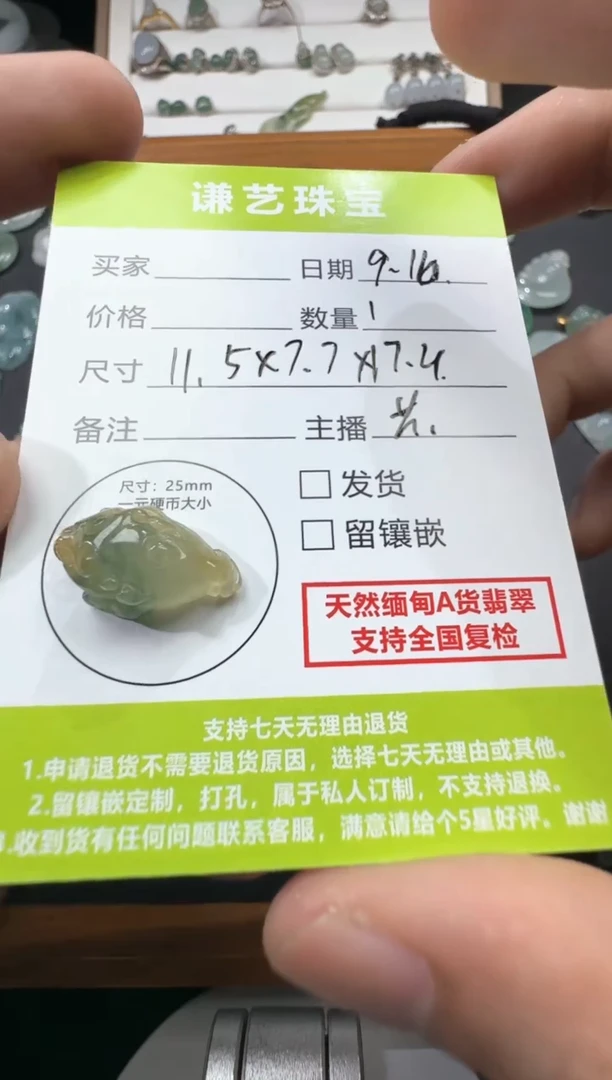 谦艺珠宝
买家 日期 9-16.
价格 数量 1
尺寸 11.5×7.7×17.4.
备注 主播
尺寸：25mm
一元硬币大小
发货
留镶嵌
天然缅甸A货翡翠
支持全国复检
支持七天无理由退货
1.申请退货不需要退货原因，选择七天无理由或其他。
2.留镶嵌定制，打孔，属于私人订制，不支持退换。
.收到货有任何问题联系客服，满意请给个5星好评。谢谢